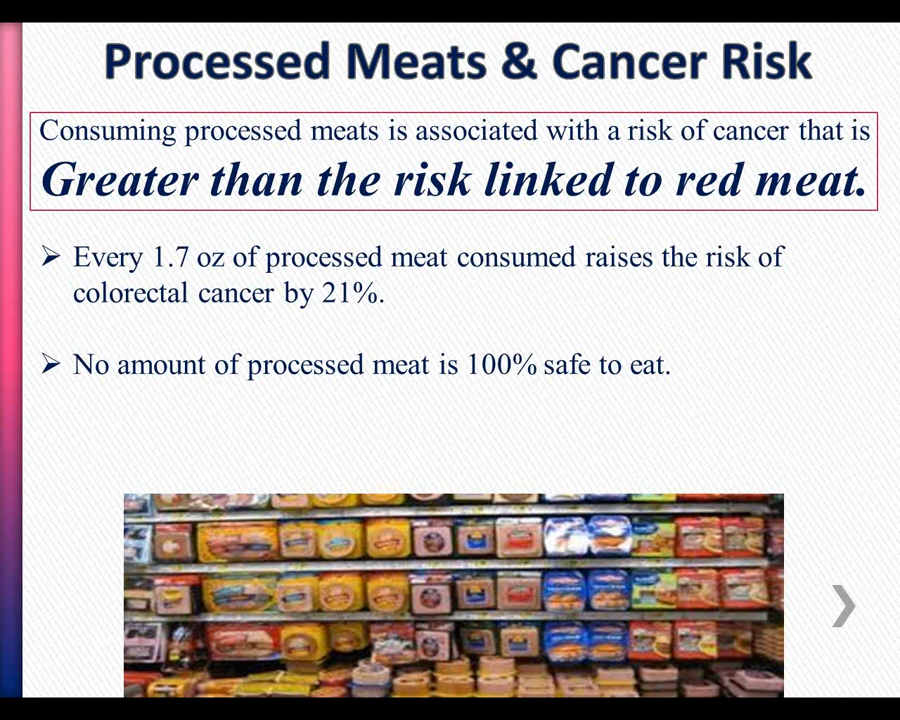 Processed Meats & Cancer Risk
Consuming processed meats is associated with a risk of cancer that is
Greater than the risk linked to red meat.
➢ Every 1.7 oz of processed meat consumed raises the risk of
colorectal cancer by 21%.
➢ No amount of processed meat is 100% safe to eat.